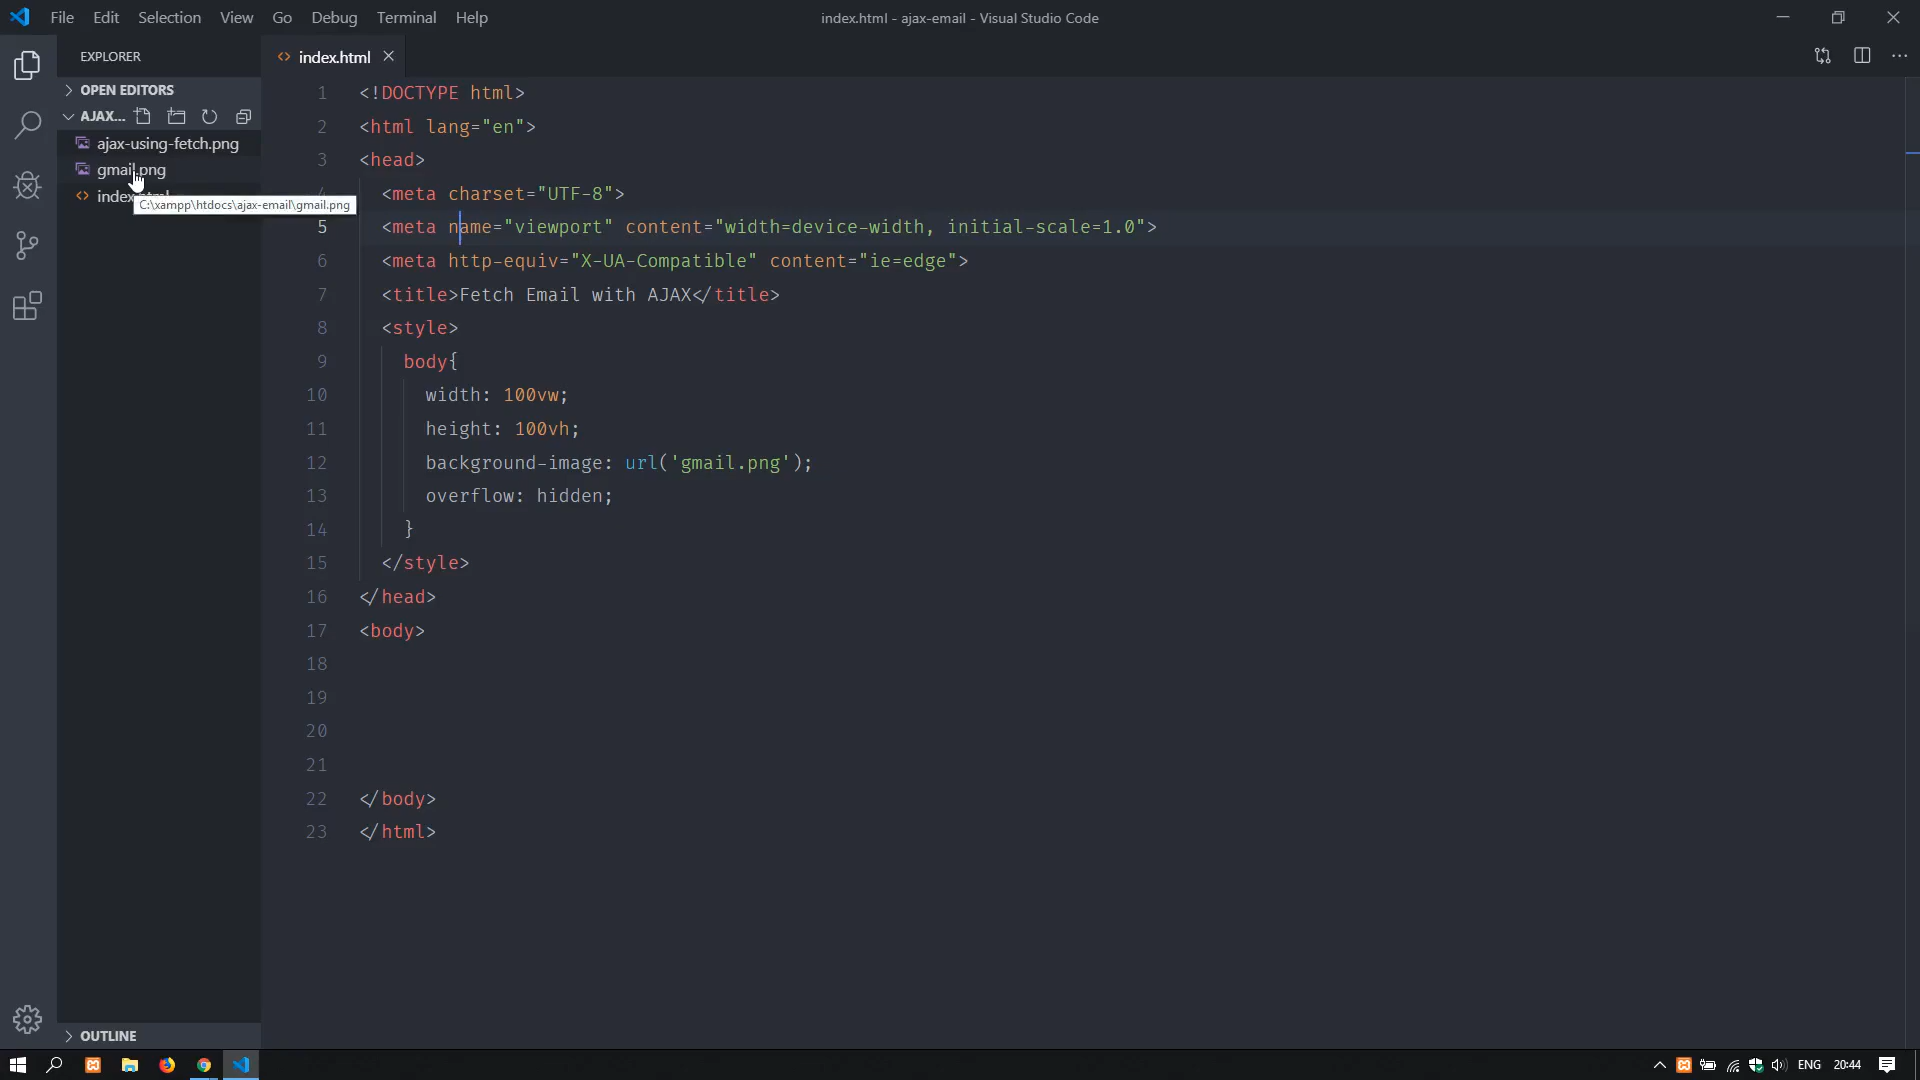 File Edit Selection View Go Debug Terminal Help
index.html - ajax-email - Visual Studio Code
EXPLORER
OPEN EDITORS
AJAX...
ajax-using-fetch.png
gmail.png
index.html
C:\xampp\htdocs\ajax-email\gmail.png
OUTLINE
index.html
1 <!DOCTYPE html>
2 <html lang="en">
3 <head>
4 <meta charset="UTF-8">
5 <meta name="viewport" content="width=device-width, initial-scale=1.0">
6 <meta http-equiv="X-UA-Compatible" content="ie=edge">
7 <title>Fetch Email with AJAX</title>
8 <style>
9 body{
10 width: 100vw;
11 height: 100vh;
12 background-image: url('gmail.png');
13 overflow: hidden;
14 }
15 </style>
16 </head>
17 <body>
18
19
20
21
22 </body>
23 </html>
ENG 20:44